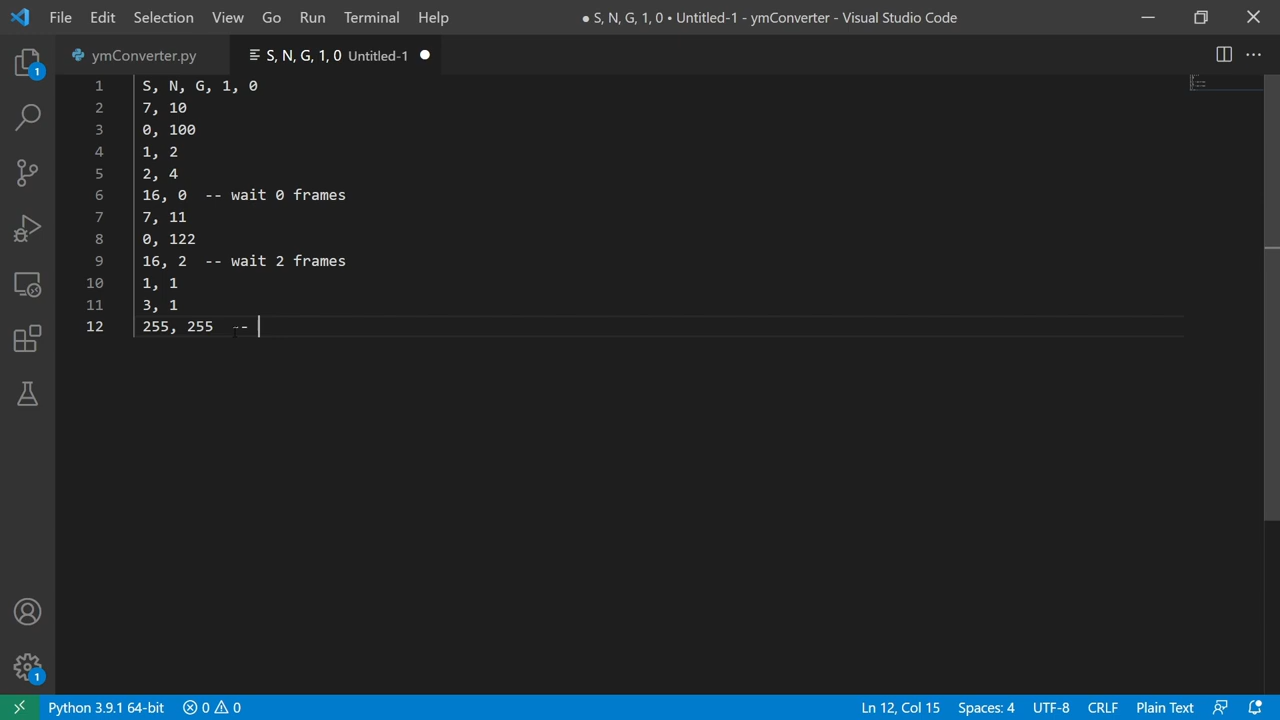 File Edit Selection View Go Run Terminal Help
● S, N, G, 1, 0 • Untitled-1 - ymConverter - Visual Studio Code
ymConverter.py
S, N, G, 1, 0 Untitled-1
1 S, N, G, 1, 0
2 7, 10
3 0, 100
4 1, 2
5 2, 4
6 16, 0 -- wait 0 frames
7 7, 11
8 0, 122
9 16, 2 -- wait 2 frames
10 1, 1
11 3, 1
12 255, 255 --
1
1
Python 3.9.1 64-bit 0 0 Ln 12, Col 15 Spaces: 4 UTF-8 CRLF Plain Text